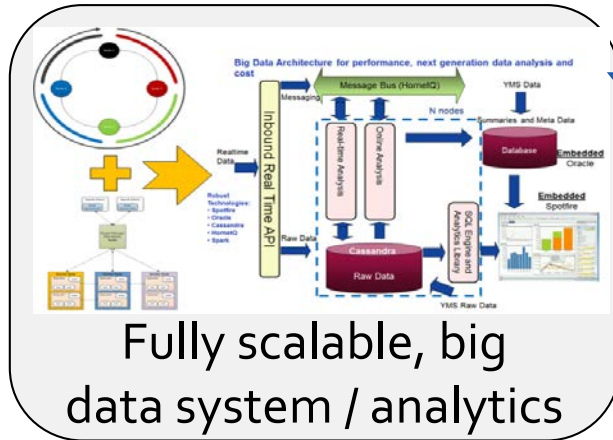 Big Data Architecture for performance, next generation data analysis and
cost
Message Bus (HornetQ)
Messaging
N nodes
YMS Data
Summaries and Meta Data
Database
Embedded
Oracle
Embedded
Spotfire
Realtime
Data
Inbound Real Time API
Real-time Analysis
Online Analysis
Robust
Technologies:
• Spotfire
• Oracle
• Cassandra
• HornetQ
• Spark
Raw Data
Cassandra
Raw Data
SQL Engine and
Analytics Library
YMS Raw Data
Fully scalable, big
data system / analytics